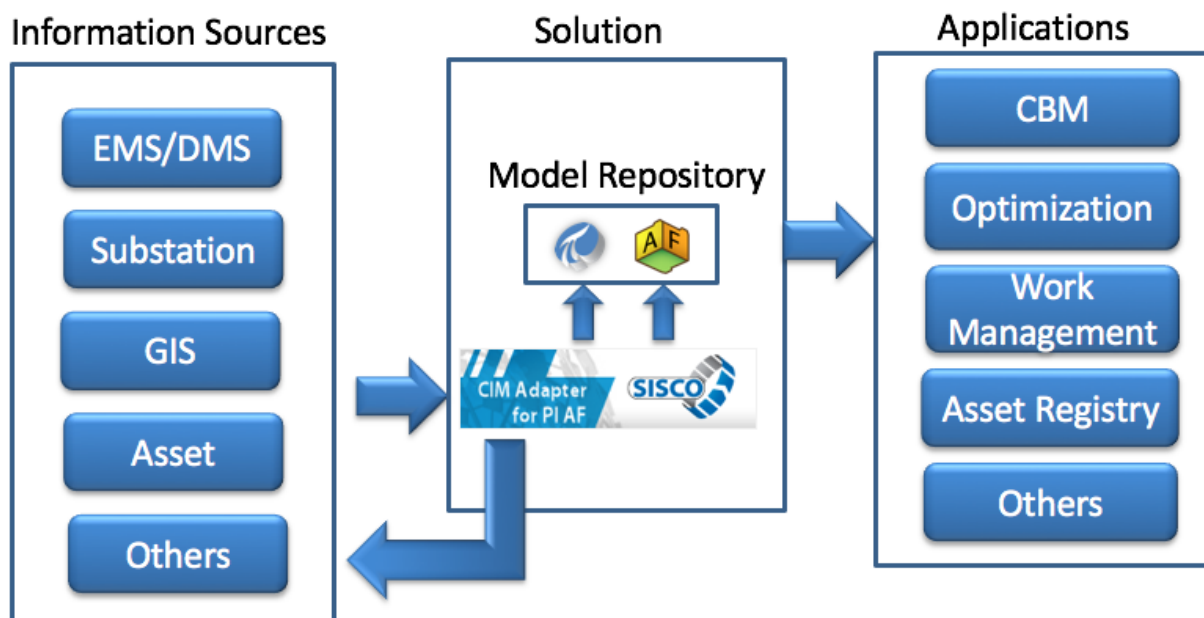 Information Sources
EMS/DMS
Substation
GIS
Asset
Others
Solution
Model Repository
A F
CIM Adapter
for PI AF
SISCO
Applications
CBM
Optimization
Work
Management
Asset Registry
Others